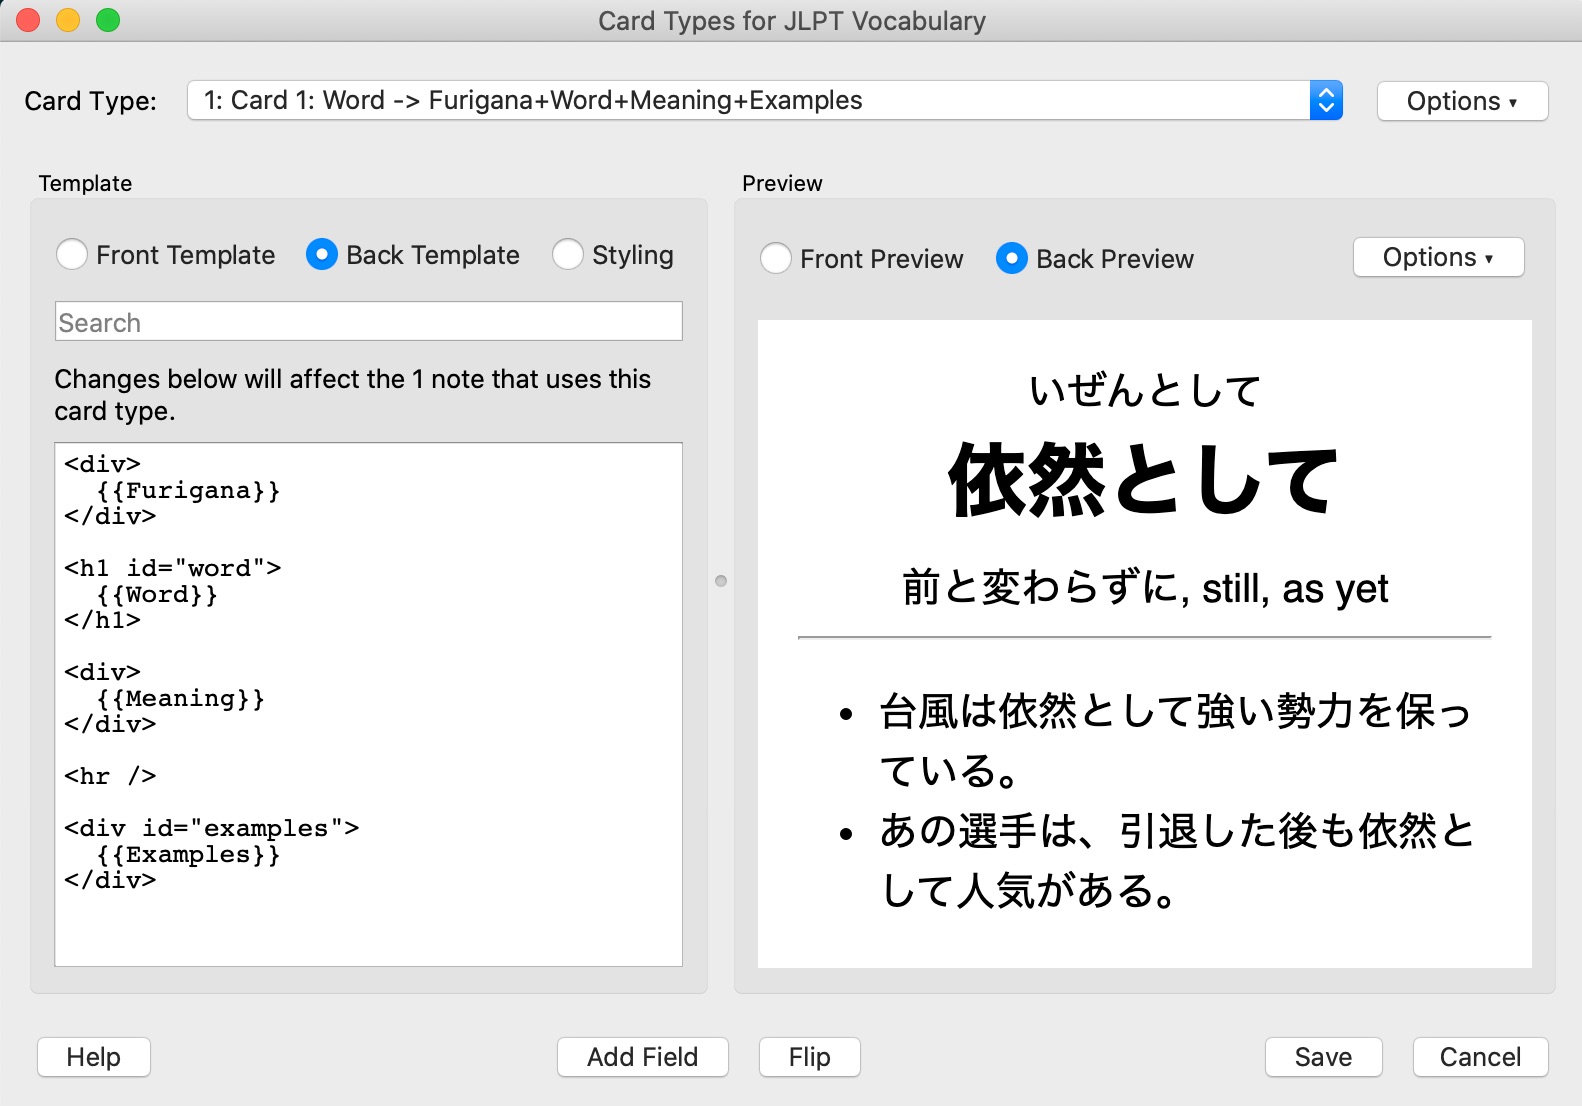 Card Types for JLPT Vocabulary
Card Type:
1: Card 1: Word -> Furigana+Word+Meaning+Examples
Options ▾
Template
Front Template
Back Template
Styling
Search
Changes below will affect the 1 note that uses this
card type.
<div>
  {{Furigana}}
</div>
<h1 id="word">
  {{Word}}
</h1>
<div>
  {{Meaning}}
</div>
<hr />
<div id="examples">
  {{Examples}}
</div>
Preview
Front Preview
Back Preview
Options ▾
いぜんとして
依然として
前と変わらずに, still, as yet
• 台風は依然として強い勢力を保っ
ている。
• あの選手は、引退した後も依然と
して人気がある。
Help
Add Field
Flip
Save
Cancel